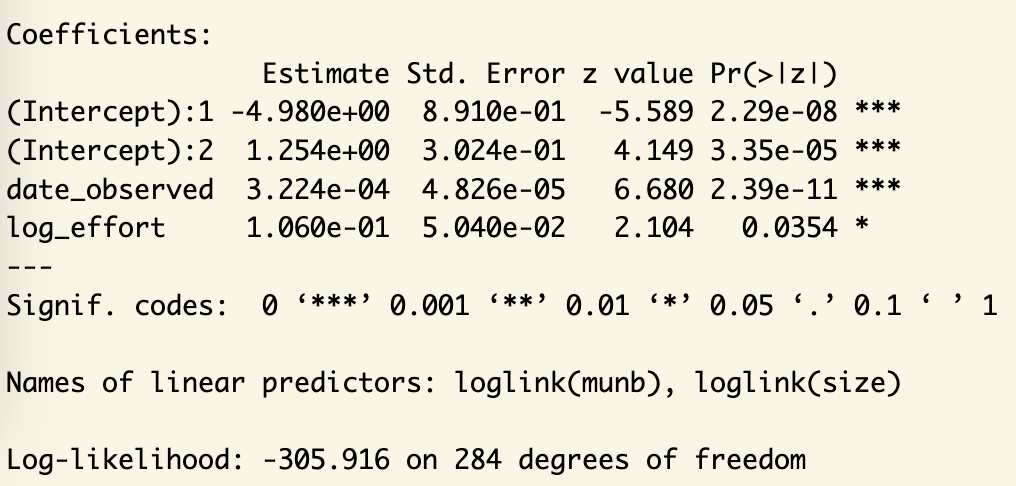 Coefficients:
                Estimate Std. Error z value Pr(>|z|)
(Intercept):1 -4.980e+00  8.910e-01  -5.589 2.29e-08 ***
(Intercept):2  1.254e+00  3.024e-01   4.149 3.35e-05 ***
date_observed  3.224e-04  4.826e-05   6.680 2.39e-11 ***
log_effort     1.060e-01  5.040e-02   2.104   0.0354 *
---
Signif. codes:  0 ‘***’ 0.001 ‘**’ 0.01 ‘*’ 0.05 ‘.’ 0.1 ‘ ’ 1
Names of linear predictors: loglink(munb), loglink(size)
Log-likelihood: -305.916 on 284 degrees of freedom